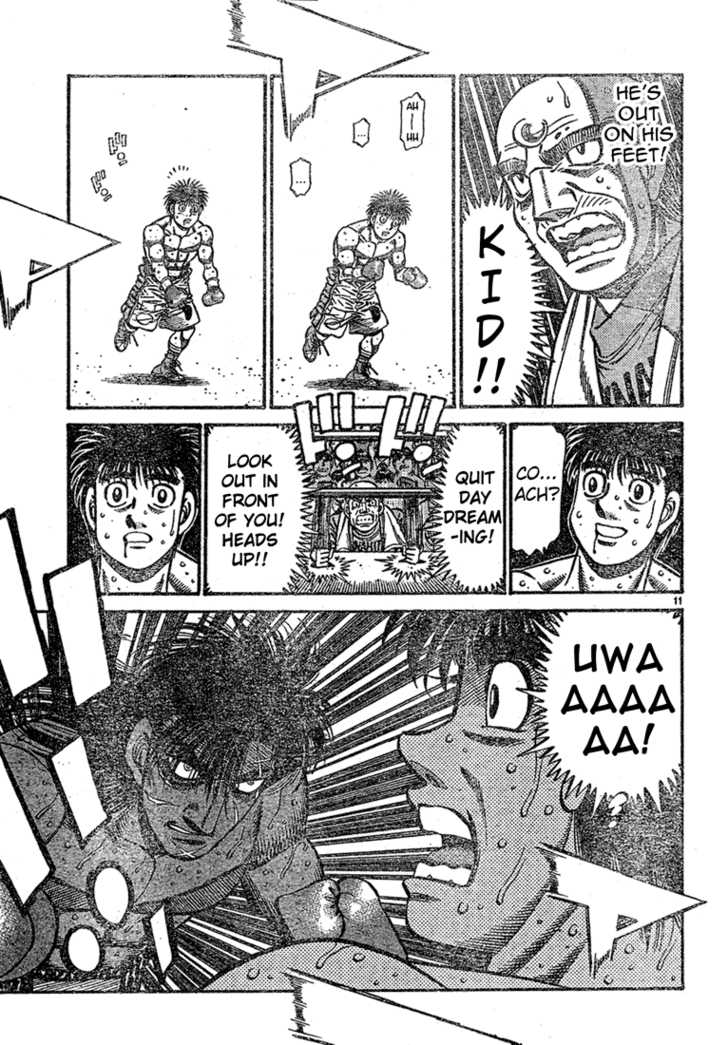 HE'S
OUT
ON HIS
FEET!
KID!!
AH
|
HH
...
...
CO...
ACH?
QUIT
DAY
DREAM
-ING!
LOOK
OUT IN
FRONT
OF YOU!
HEADS
UP!!
11
UWA
AAAA
AA!
?